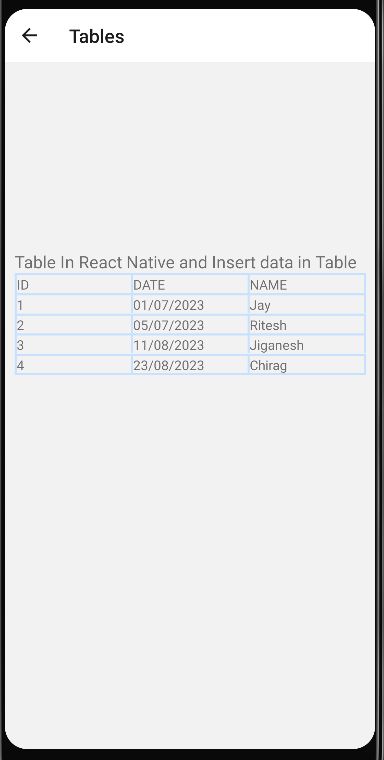 Tables
Table In React Native and Insert data in Table
ID DATE NAME
1 01/07/2023 Jay
2 05/07/2023 Ritesh
3 11/08/2023 Jiganesh
4 23/08/2023 Chirag